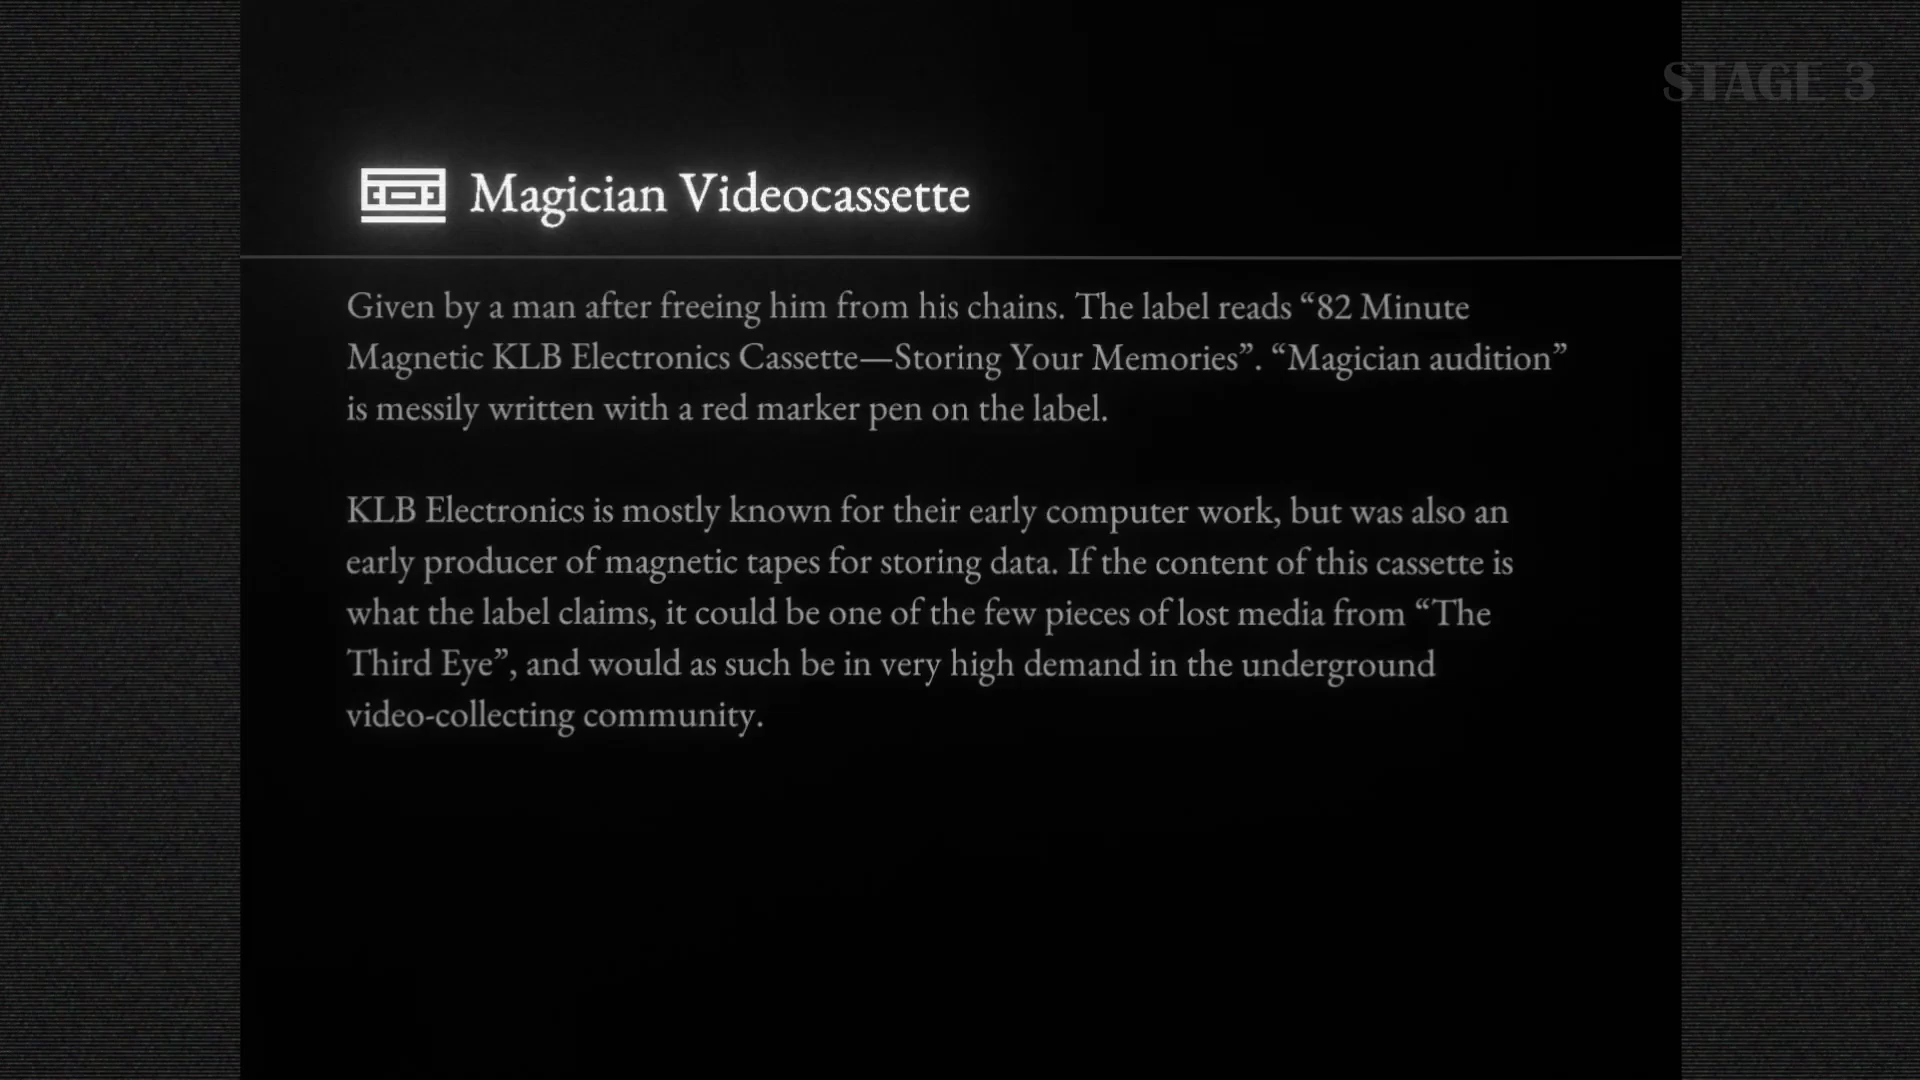 STAGE 3
Magician Videocassette
Given by a man after freeing him from his chains. The label reads “82 Minute
Magnetic KLB Electronics Cassette—Storing Your Memories”. “Magician audition”
is messily written with a red marker pen on the label.
KLB Electronics is mostly known for their early computer work, but was also an
early producer of magnetic tapes for storing data. If the content of this cassette is
what the label claims, it could be one of the few pieces of lost media from “The
Third Eye”, and would as such be in very high demand in the underground
video-collecting community.